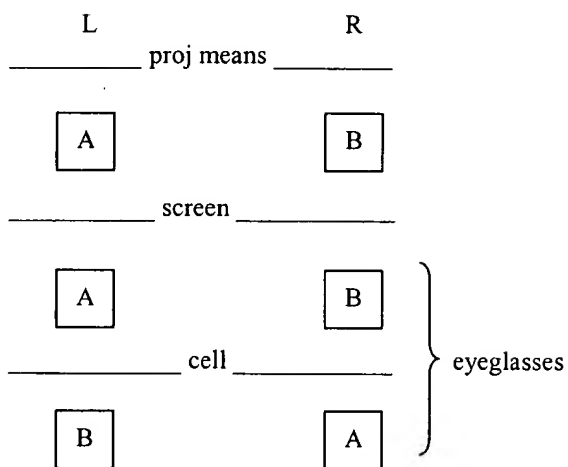 L R
proj means
A B
screen
A B
cell
eyeglasses
B A